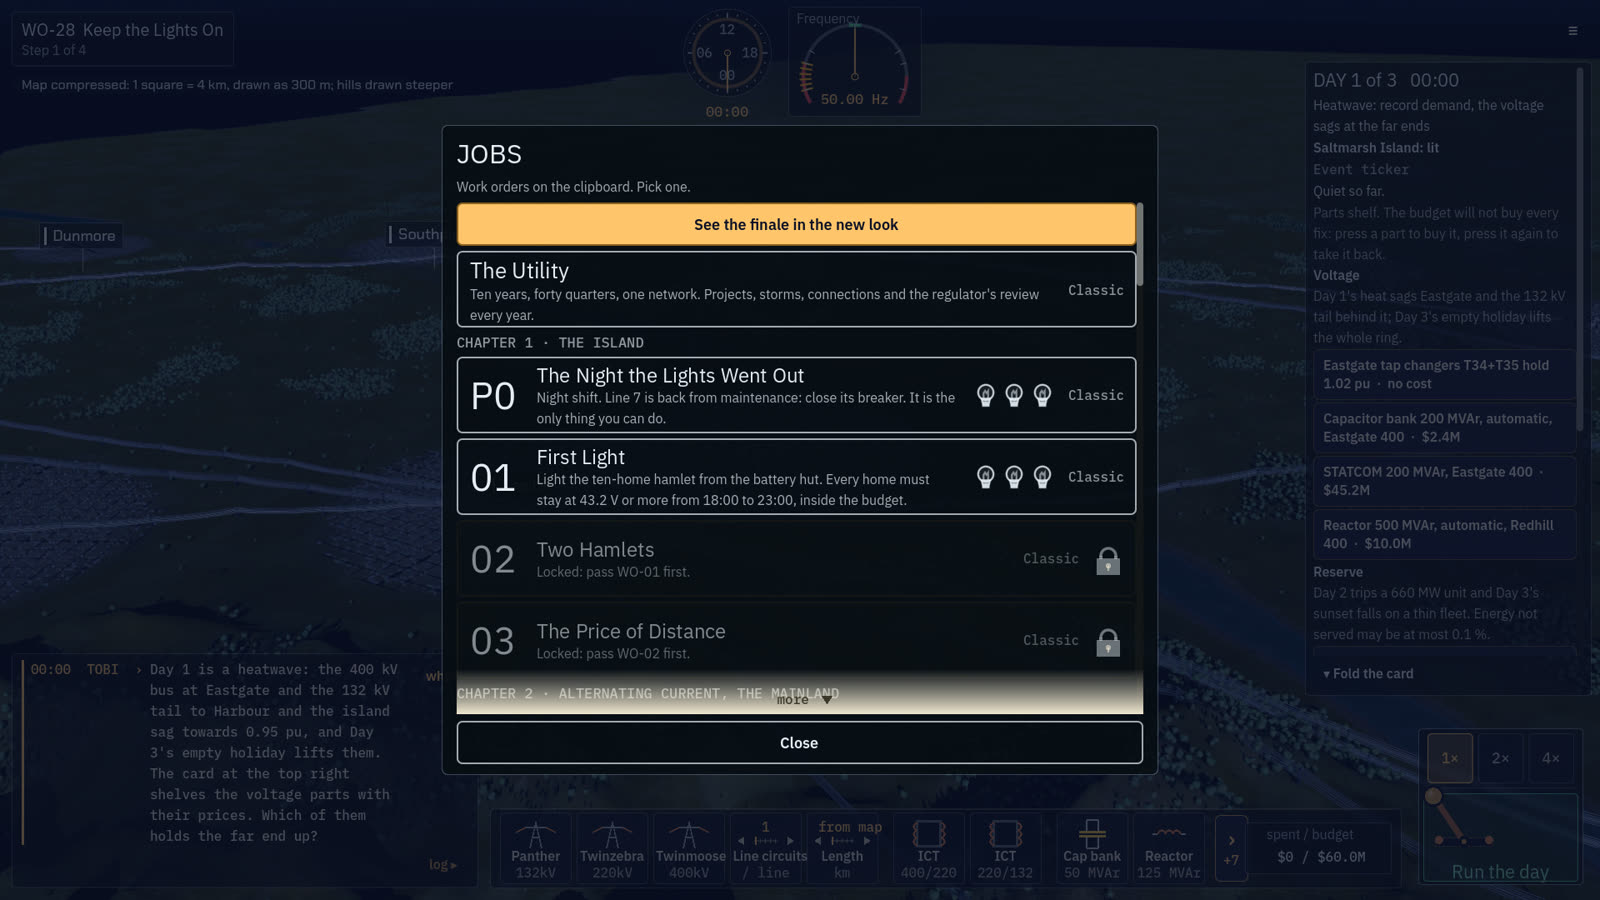 WO-28 Keep the Lights On
Step 1 of 4
Map compressed: 1 square = 4 km, drawn as 300 m; hills drawn steeper
12
06 18
00
00:00
Frequency
50.00 Hz
≡
DAY 1 of 3 00:00
Heatwave: record demand, the voltage
sags at the far ends
Saltmarsh Island: lit
Event ticker
Quiet so far.
Parts shelf. The budget will not buy every
fix: press a part to buy it, press it again to
take it back.
Voltage
Day 1's heat sags Eastgate and the 132 kV
tail behind it; Day 3's empty holiday lifts
the whole ring.
Eastgate tap changers T34+T35 hold
1.02 pu · no cost
Capacitor bank 200 MVAr, automatic,
Eastgate 400 · $2.4M
STATCOM 200 MVAr, Eastgate 400 ·
$45.2M
Reactor 500 MVAr, automatic, Redhill
400 · $10.0M
Reserve
Day 2 trips a 660 MW unit and Day 3's
sunset falls on a thin fleet. Energy not
served may be at most 0.1 %.
▾ Fold the card
Dunmore
Southp
JOBS
Work orders on the clipboard. Pick one.
See the finale in the new look
The Utility
Ten years, forty quarters, one network. Projects, storms, connections and the regulator's review
every year.
Classic
CHAPTER 1 · THE ISLAND
P0
The Night the Lights Went Out
Night shift. Line 7 is back from maintenance: close its breaker. It is the
only thing you can do.
Classic
01
First Light
Light the ten-home hamlet from the battery hut. Every home must
stay at 43.2 V or more from 18:00 to 23:00, inside the budget.
Classic
02
Two Hamlets
Locked: pass WO-01 first.
Classic
03
The Price of Distance
Locked: pass WO-02 first.
Classic
CHAPTER 2 · ALTERNATING CURRENT, THE MAINLAND
more ▼
Close
00:00 TOBI › Day 1 is a heatwave: the 400 kV
bus at Eastgate and the 132 kV
tail to Harbour and the island
sag towards 0.95 pu, and Day
3's empty holiday lifts them.
The card at the top right
shelves the voltage parts with
their prices. Which of them
holds the far end up?
wh
log ▸
Panther
132kV
Twinzebra
220kV
Twinmoose
400kV
1
Line circuits
/ line
from map
Length
km
ICT
400/220
ICT
220/132
Cap bank
50 MVAr
Reactor
125 MVAr
›
+7
spent / budget
$0 / $60.0M
1× 2× 4×
Run the day